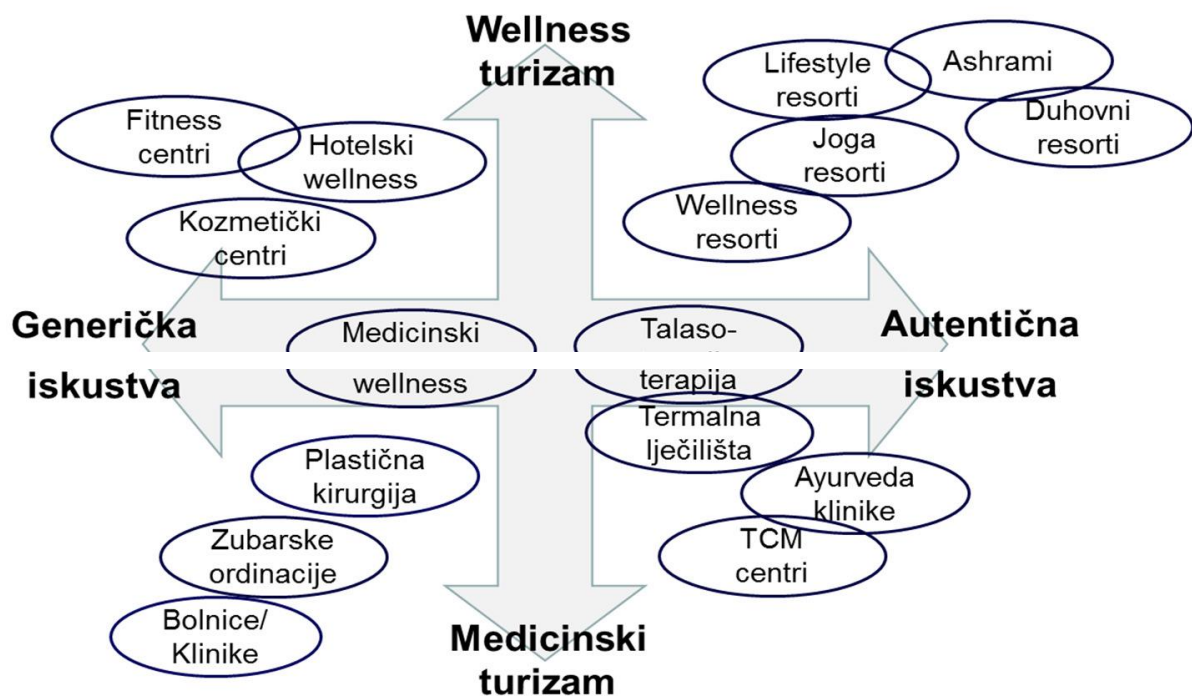 Wellness
turizam
Lifestyle
resorti
Ashrami
Duhovni
resorti
Fitness
centri
Hotelski
wellness
Joga
resorti
Kozmetički
centri
Wellness
resorti
Generička
iskustva
Medicinski
wellness
Talaso-
terapija
Autentična
iskustva
Termalna
lječilišta
Plastična
kirurgija
Ayurveda
klinike
Zubarske
ordinacije
TCM
centri
Bolnice/
Klinike
Medicinski
turizam